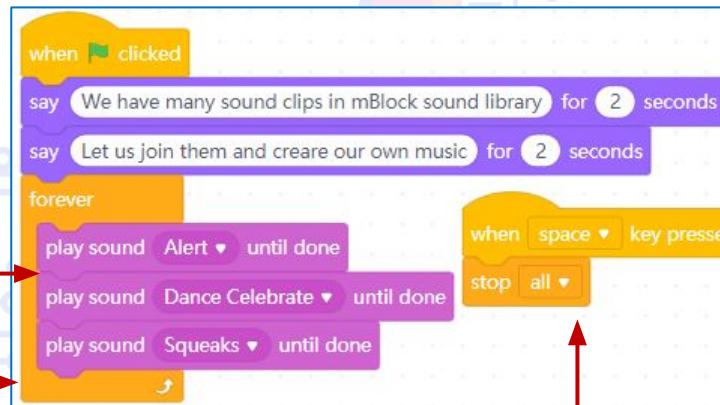 when clicked
say We have many sound clips in mBlock sound library for 2 seconds
say Let us join them and creare our own music for 2 seconds
forever
play sound Alert until done
play sound Dance Celebrate until done
play sound Squeaks until done
when space key presse
stop all